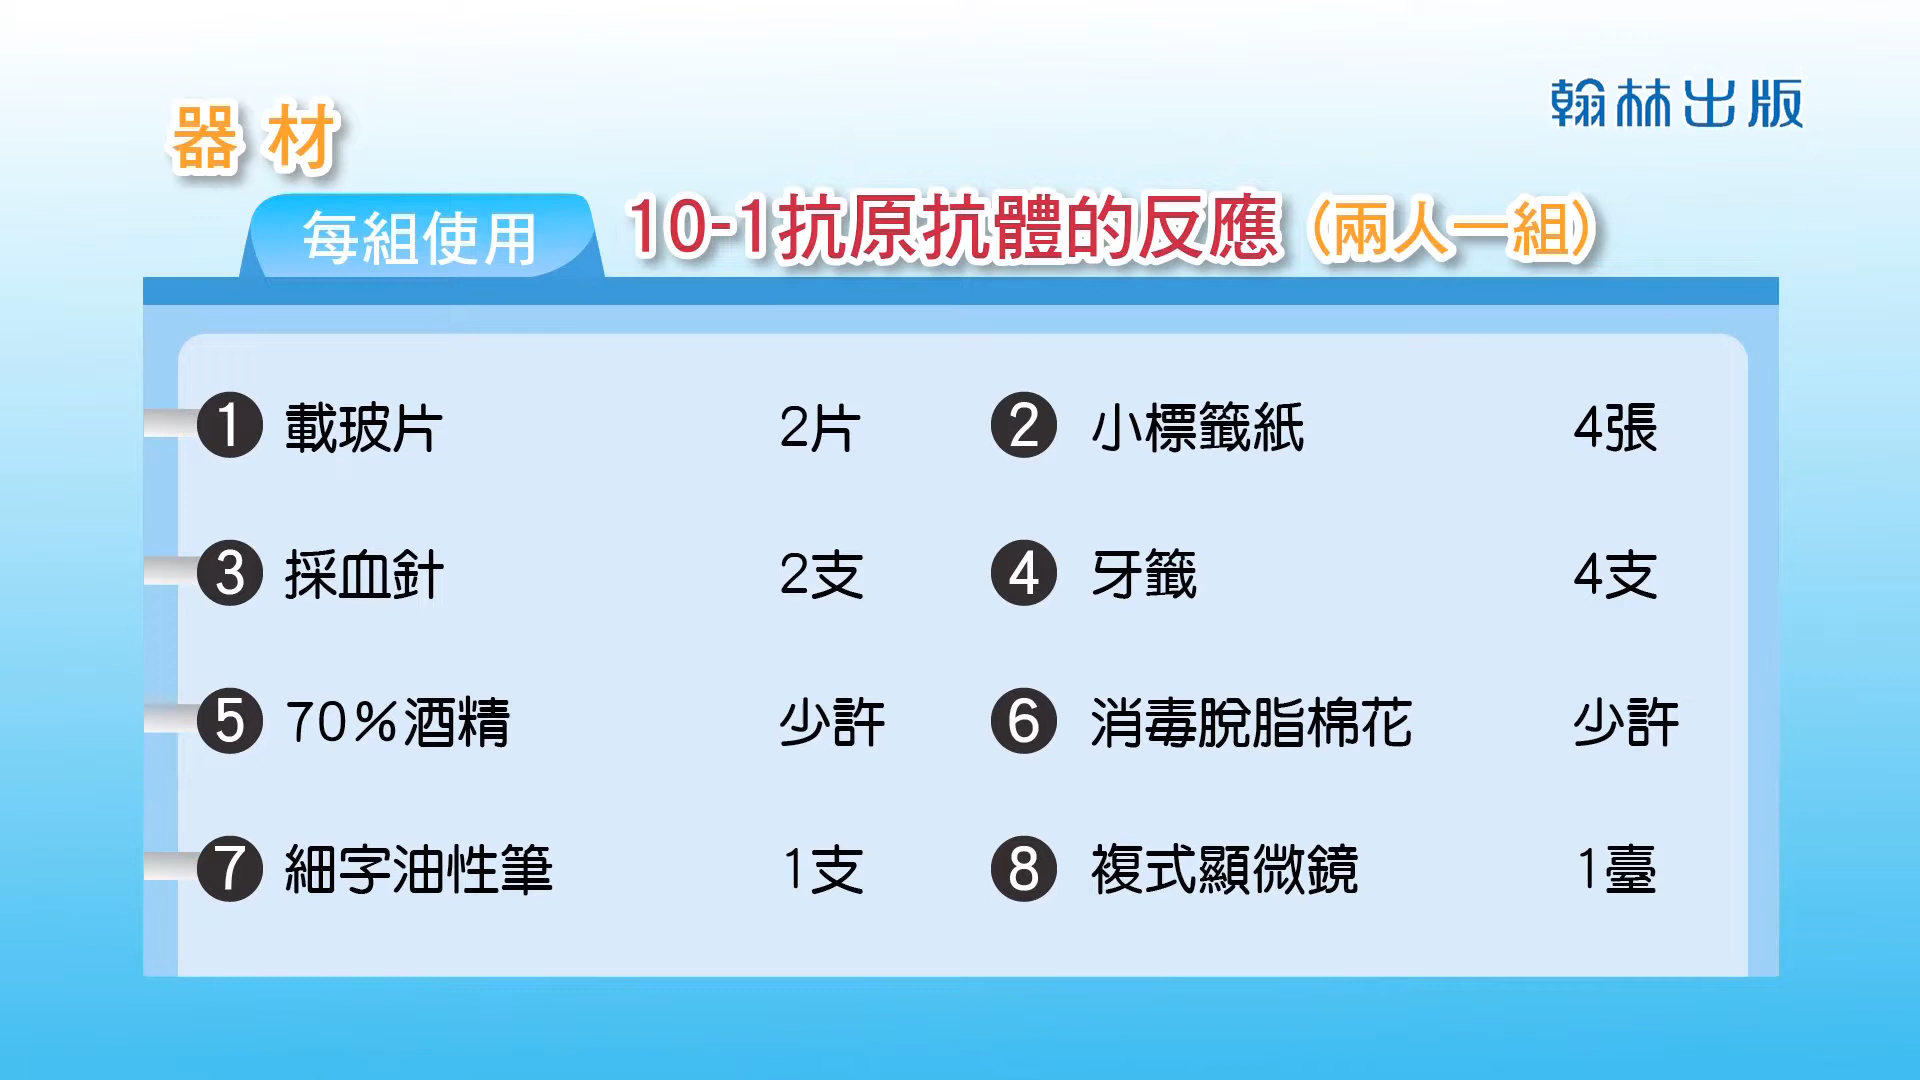 翰林出版
器材
每組使用
10-1抗原抗體的反應（兩人一組）
1 載玻片 2片 2 小標籤紙 4張
3 採血針 2支 4 牙籤 4支
5 70％酒精 少許 6 消毒脫脂棉花 少許
7 細字油性筆 1支 8 複式顯微鏡 1臺